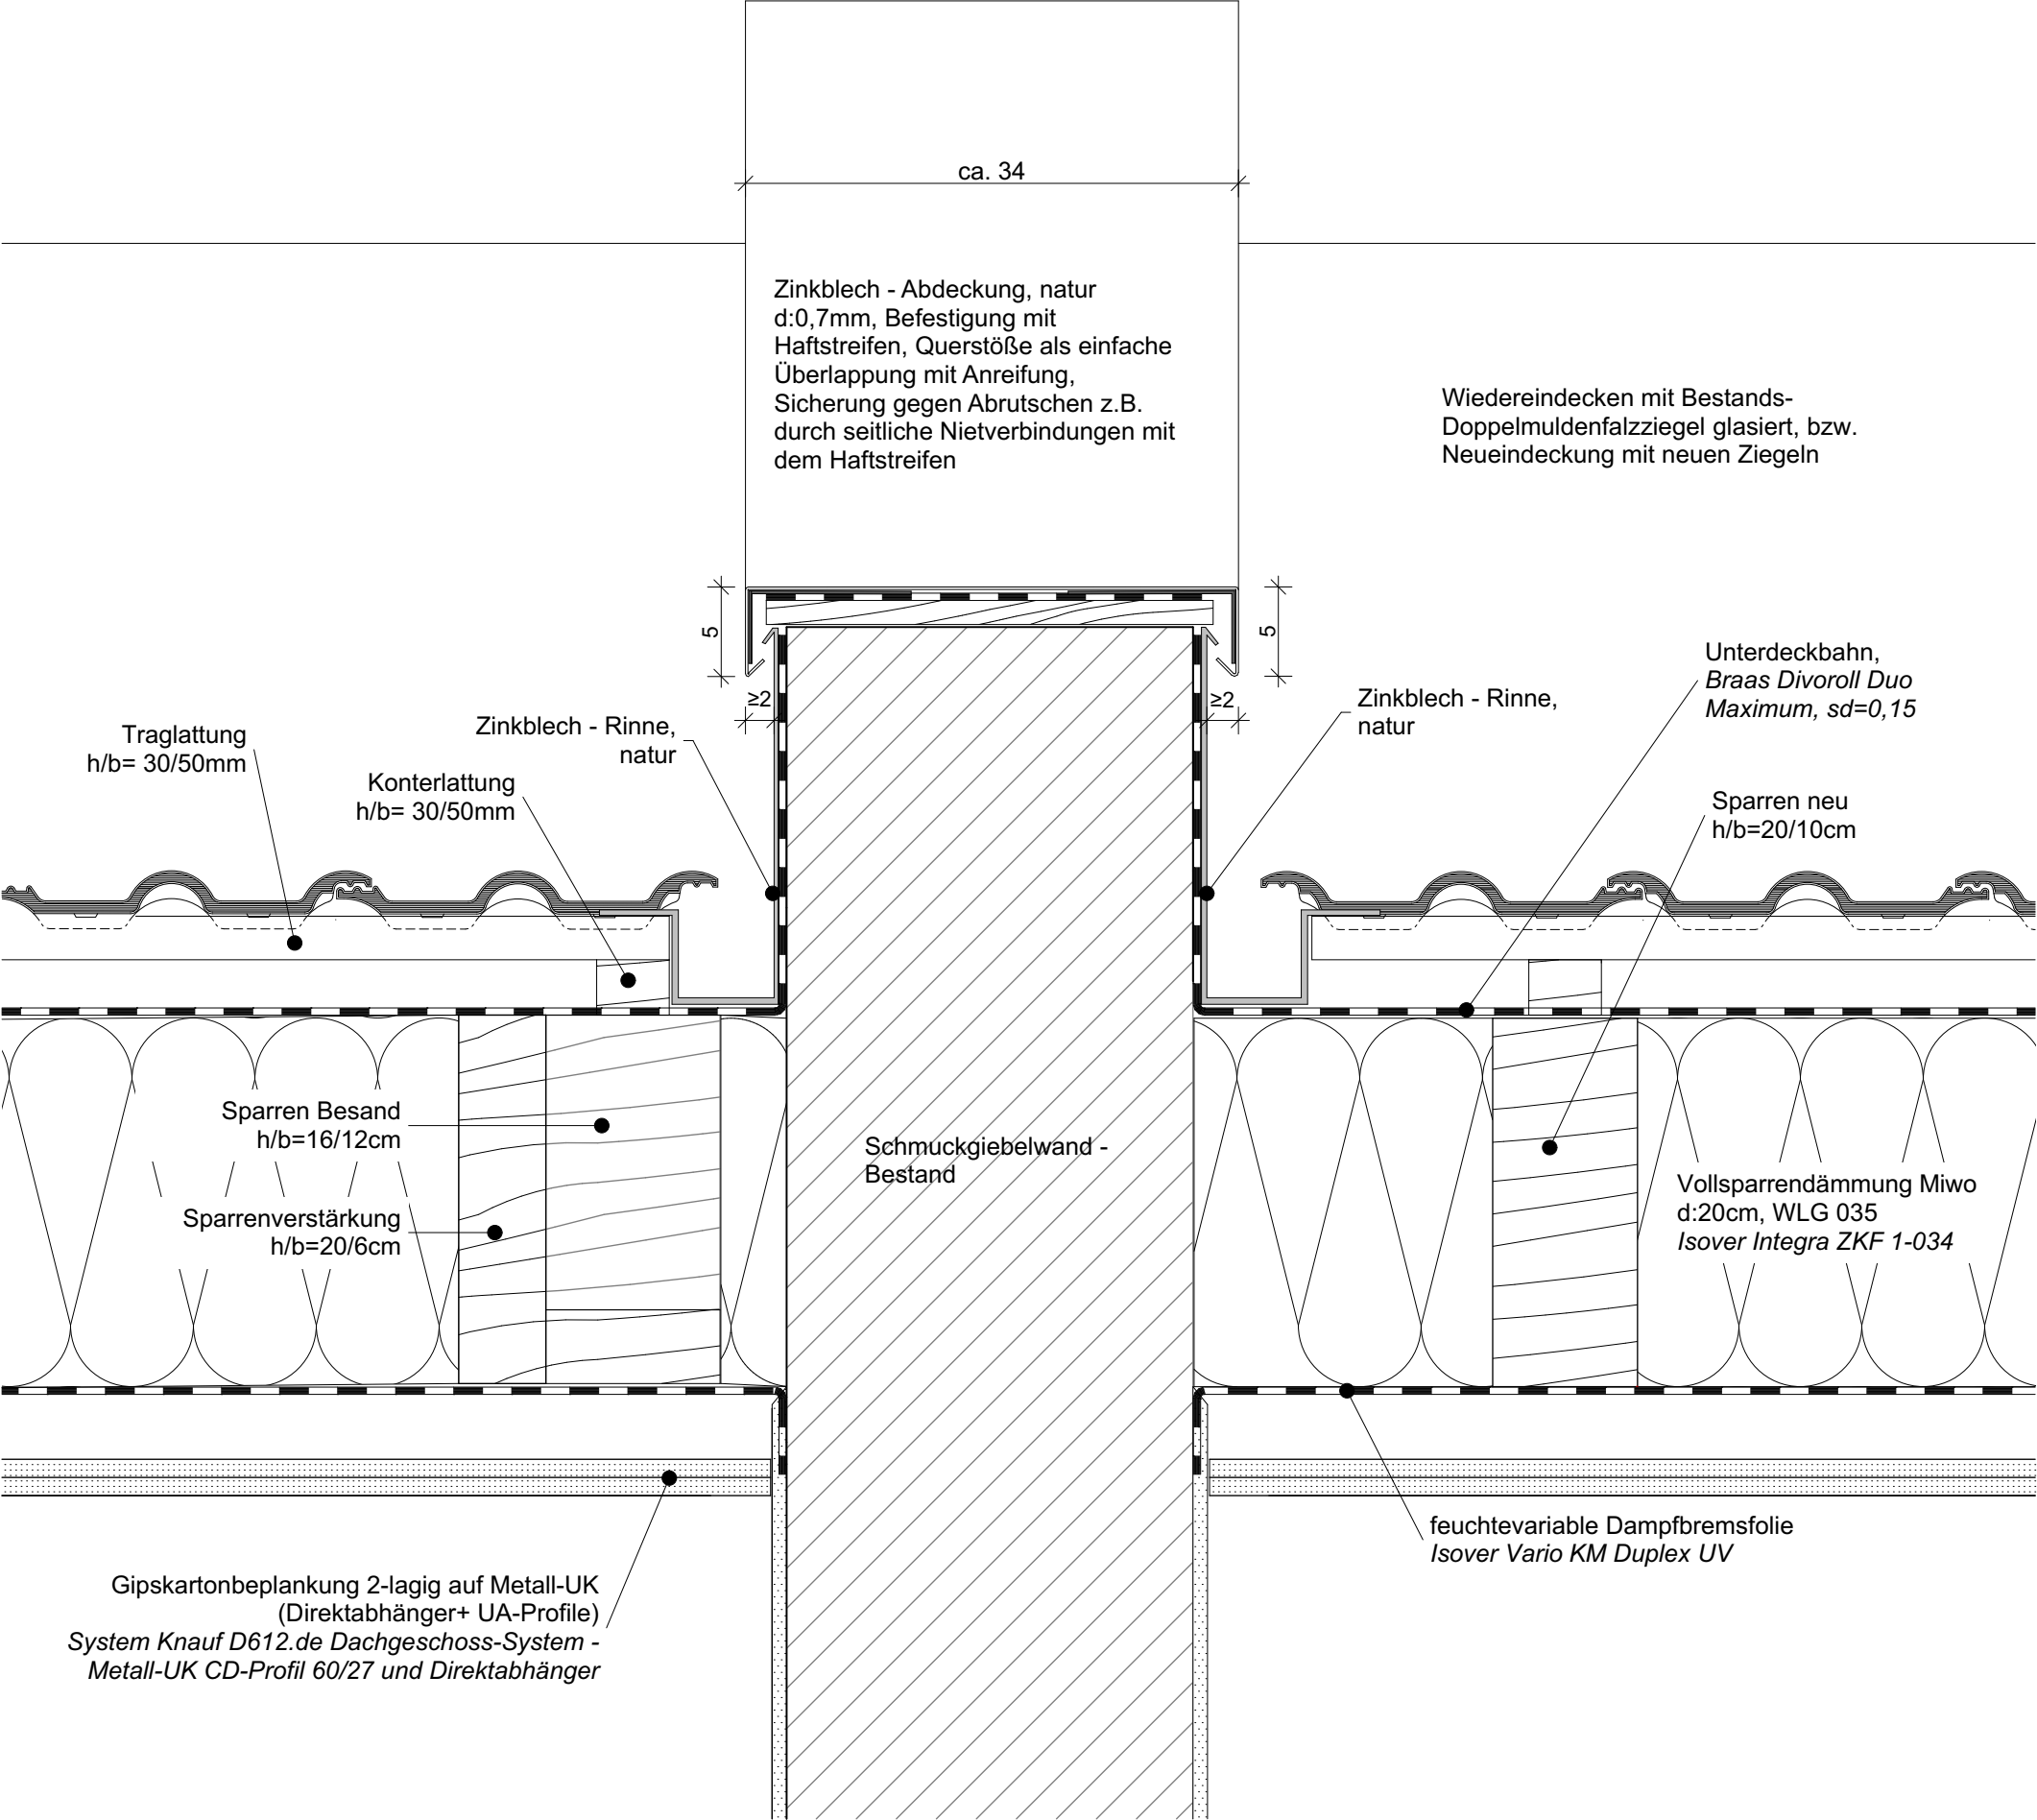 ca. 34
Zinkblech - Abdeckung, natur
d:0,7mm, Befestigung mit
Haftstreifen, Querstöße als einfache
Überlappung mit Anreifung,
Sicherung gegen Abrutschen z.B.
durch seitliche Nietverbindungen mit
dem Haftstreifen
Wiedereindecken mit Bestands-
Doppelmuldenfalzziegel glasiert, bzw.
Neueindeckung mit neuen Ziegeln
5
5
≥2
≥2
Unterdeckbahn,
Braas Divoroll Duo
Maximum, sd=0,15
Zinkblech - Rinne,
natur
Zinkblech - Rinne,
natur
Traglattung
h/b= 30/50mm
Konterlattung
h/b= 30/50mm
Sparren neu
h/b=20/10cm
Sparren Besand
h/b=16/12cm
Schmuckgiebelwand -
Bestand
Vollsparrendämmung Miwo
d:20cm, WLG 035
Isover Integra ZKF 1-034
Sparrenverstärkung
h/b=20/6cm
feuchtevariable Dampfbremsfolie
Isover Vario KM Duplex UV
Gipskartonbeplankung 2-lagig auf Metall-UK
(Direktabhänger+ UA-Profile)
System Knauf D612.de Dachgeschoss-System -
Metall-UK CD-Profil 60/27 und Direktabhänger